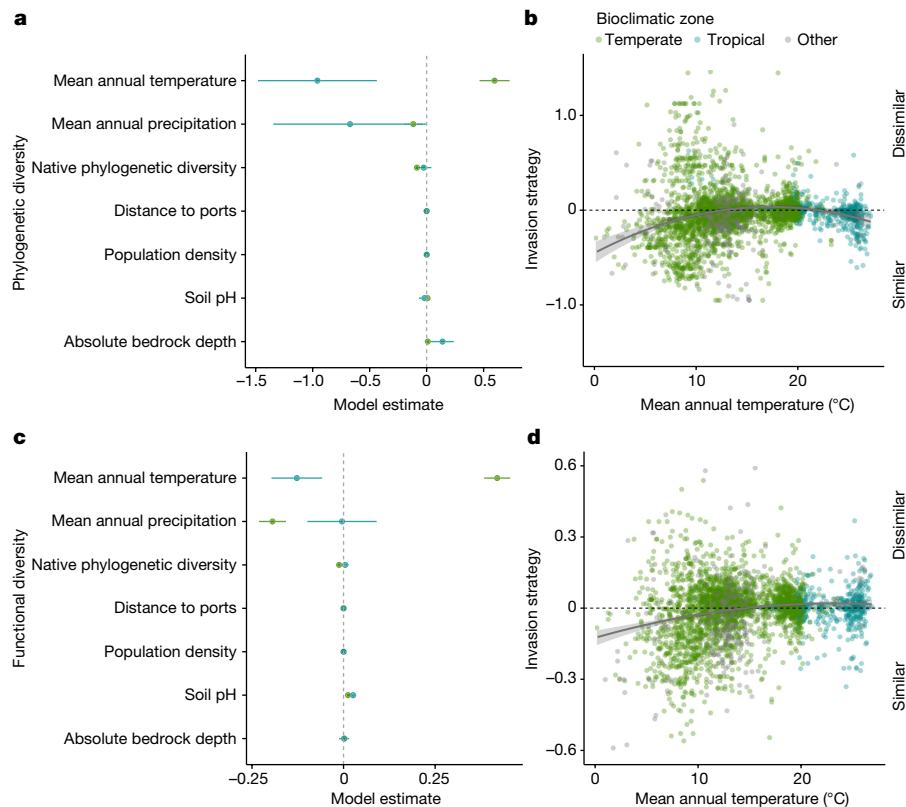 a
Phylogenetic diversity
Mean annual temperature
Mean annual precipitation
Native phylogenetic diversity
Distance to ports
Population density
Soil pH
Absolute bedrock depth
−1.5 −1.0 −0.5 0 0.5
Model estimate
b
Bioclimatic zone
Temperate Tropical Other
Invasion strategy
1.0
0
−1.0
Dissimilar
Similar
0 10 20
Mean annual temperature (°C)
c
Functional diversity
Mean annual temperature
Mean annual precipitation
Native phylogenetic diversity
Distance to ports
Population density
Soil pH
Absolute bedrock depth
−0.25 0 0.25
Model estimate
d
Invasion strategy
0.6
0.3
0
−0.3
−0.6
Dissimilar
Similar
0 10 20
Mean annual temperature (°C)